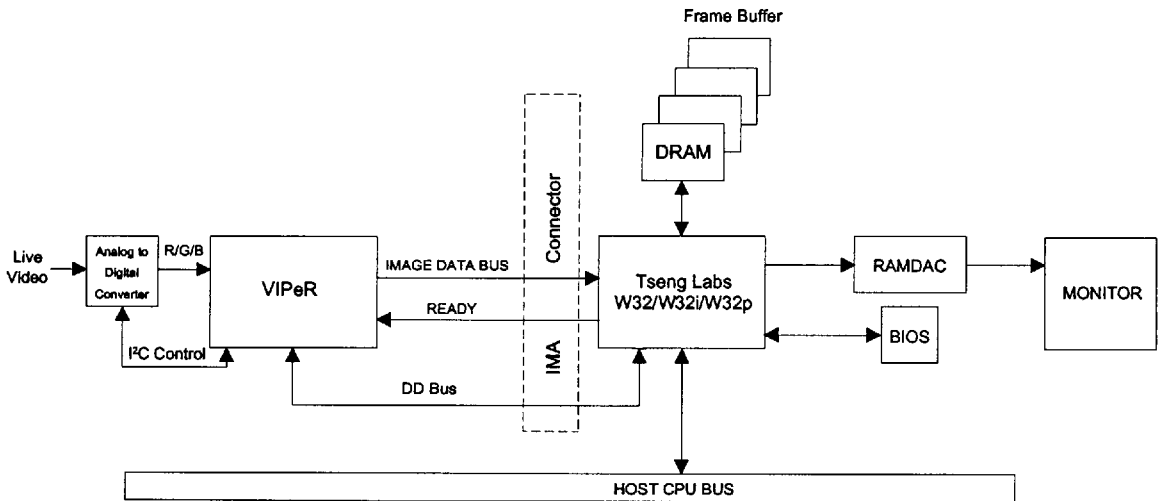 Frame Buffer
DRAM
Connector
IMA
Live
Video
Analog to
Digital
Converter
R/G/B
VIPeR
IMAGE DATA BUS
READY
I²C Control
DD Bus
Tseng Labs
W32/W32i/W32p
RAMDAC
BIOS
MONITOR
HOST CPU BUS